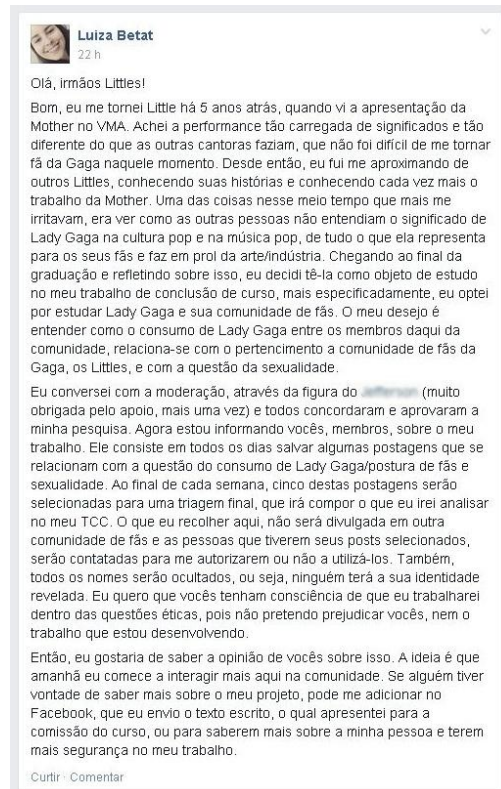 Luiza Betat
22 h
Olá, irmãos Littles!
Bom, eu me tornei Little há 5 anos atrás, quando vi a apresentação da
Mother no VMA. Achei a performance tão carregada de significados e tão
diferente do que as outras cantoras faziam, que não foi difícil de me tornar
fã da Gaga naquele momento. Desde então, eu fui me aproximando de
outros Littles, conhecendo suas histórias e conhecendo cada vez mais o
trabalho da Mother. Uma das coisas nesse meio tempo que mais me
irritavam, era ver como as outras pessoas não entendiam o significado de
Lady Gaga na cultura pop e na música pop, de tudo o que ela representa
para os seus fãs e faz em prol da arte/indústria. Chegando ao final da
graduação e refletindo sobre isso, eu decidi tê-la como objeto de estudo
no meu trabalho de conclusão de curso, mais especificadamente, eu optei
por estudar Lady Gaga e sua comunidade de fãs. O meu desejo é
entender como o consumo de Lady Gaga entre os membros daqui da
comunidade, relaciona-se com o pertencimento a comunidade de fãs da
Gaga, os Littles, e com a questão da sexualidade.
Eu conversei com a moderação, através da figura do (muito
obrigada pelo apoio, mais uma vez) e todos concordaram e aprovaram a
minha pesquisa. Agora estou informando vocês, membros, sobre o meu
trabalho. Ele consiste em todos os dias salvar algumas postagens que se
relacionam com a questão do consumo de Lady Gaga/postura de fãs e
sexualidade. Ao final de cada semana, cinco destas postagens serão
selecionadas para uma triagem final, que irá compor o que eu irei analisar
no meu TCC. O que eu recolher aqui, não será divulgada em outra
comunidade de fãs e as pessoas que tiverem seus posts selecionados,
serão contatadas para me autorizarem ou não a utilizá-los. Também,
todos os nomes serão ocultados, ou seja, ninguém terá a sua identidade
revelada. Eu quero que vocês tenham consciência de que eu trabalharei
dentro das questões éticas, pois não pretendo prejudicar vocês, nem o
trabalho que estou desenvolvendo.
Então, eu gostaria de saber a opinião de vocês sobre isso. A ideia é que
amanhã eu comece a interagir mais aqui na comunidade. Se alguém tiver
vontade de saber mais sobre o meu projeto, pode me adicionar no
Facebook, que eu envio o texto escrito, o qual apresentei para a
comissão do curso, ou para saberem mais sobre a minha pessoa e terem
mais segurança no meu trabalho.
Curtir · Comentar